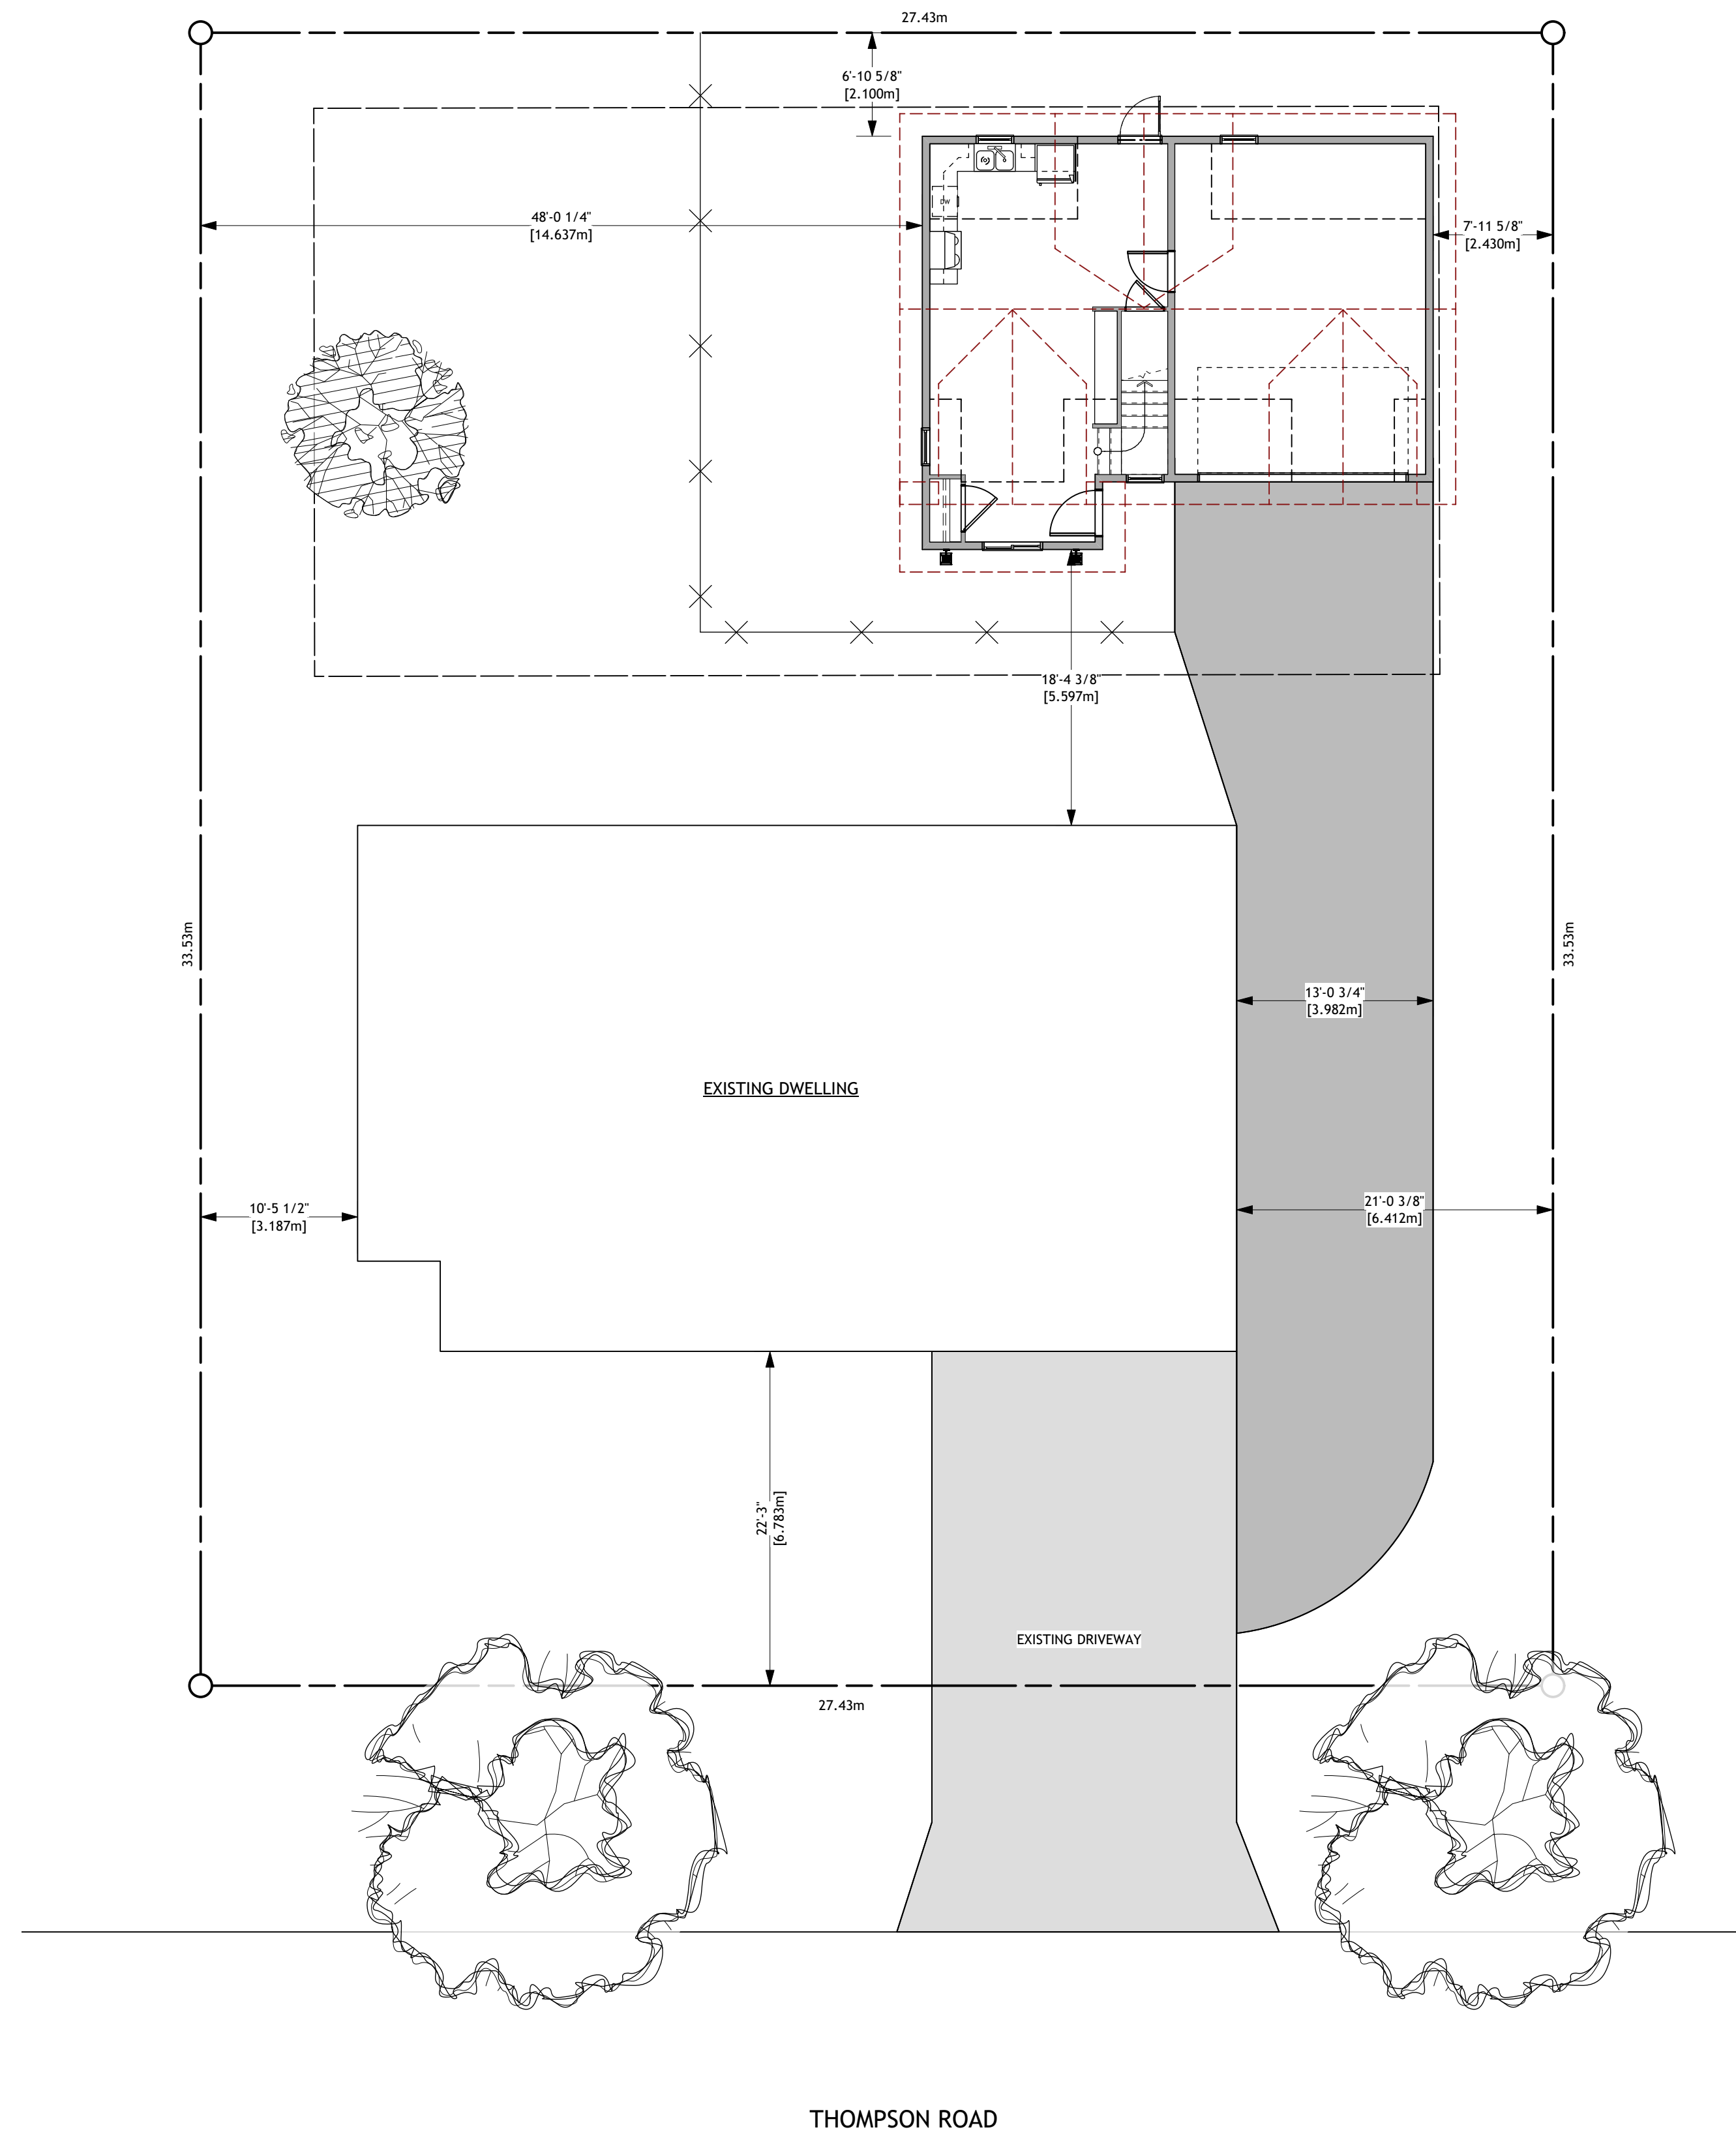 27.43m
6'-10 5/8"
[2.100m]
48'-0 1/4"
[14.637m]
DW
7'-11 5/8"
[2.430m]
18'-4 3/8"
[5.597m]
33.53m
33.53m
13'-0 3/4"
[3.982m]
EXISTING DWELLING
10'-5 1/2"
[3.187m]
21'-0 3/8"
[6.412m]
22'-3"
[6.783m]
EXISTING DRIVEWAY
27.43m
THOMPSON ROAD